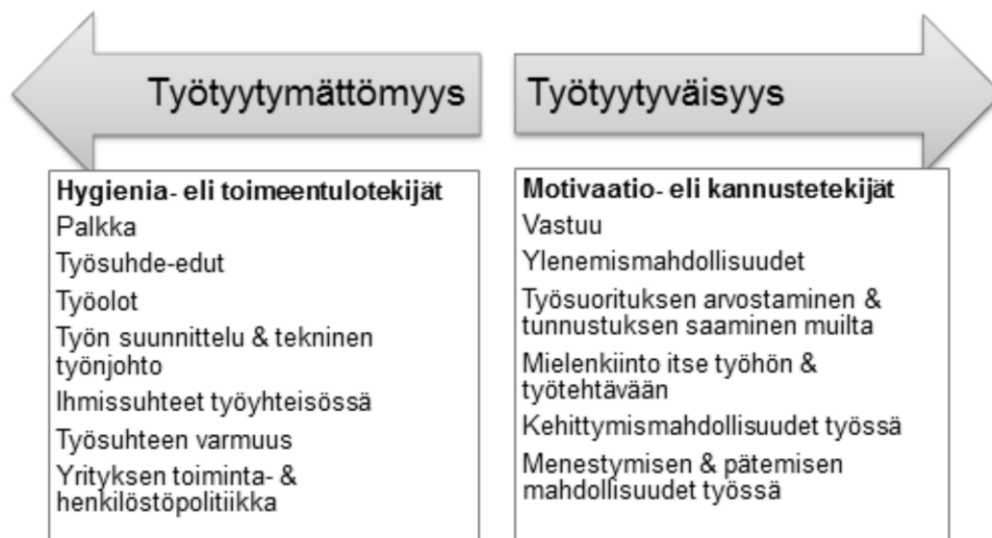 Työtyytymättömyys
Työtyytyväisyys
Hygienia- eli toimeentulotekijät
Palkka
Työsuhde-edut
Työolot
Työn suunnittelu & tekninen
työnjohto
Ihmissuhteet työyhteisössä
Työsuhteen varmuus
Yrityksen toiminta- &
henkilöstöpolitiikka
Motivaatio- eli kannustetekijät
Vastuu
Ylenemismahdollisuudet
Työsuorituksen arvostaminen &
tunnustuksen saaminen muilta
Mielenkiinto itse työhön &
työtehtävään
Kehittymismahdollisuudet työssä
Menestymisen & pätemisen
mahdollisuudet työssä